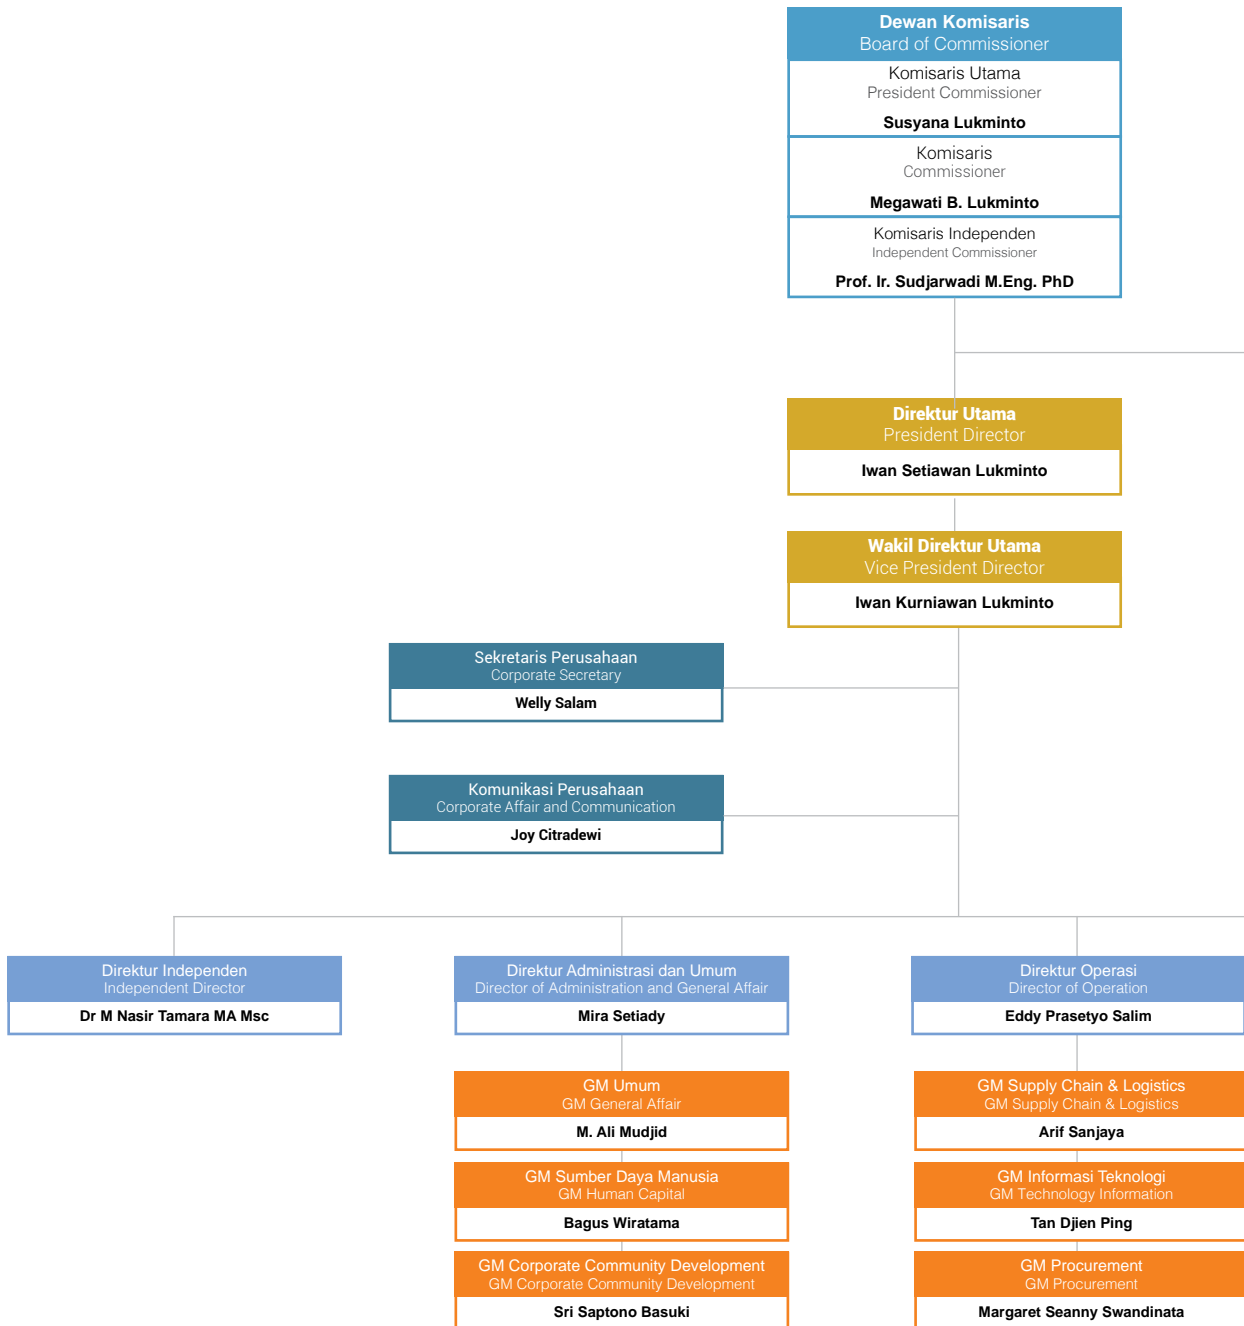 Dewan Komisaris
Board of Commissioner
Komisaris Utama
President Commissioner
Susyana Lukminto
Komisaris
Commissioner
Megawati B. Lukminto
Komisaris Independen
Independent Commissioner
Prof. Ir. Sudjarwadi M.Eng. PhD
Direktur Utama
President Director
Iwan Setiawan Lukminto
Wakil Direktur Utama
Vice President Director
Iwan Kurniawan Lukminto
Sekretaris Perusahaan
Corporate Secretary
Welly Salam
Komunikasi Perusahaan
Corporate Affair and Communication
Joy Citradewi
Direktur Independen
Independent Director
Dr M Nasir Tamara MA Msc
Direktur Administrasi dan Umum
Director of Administration and General Affair
Mira Setiady
GM Umum
GM General Affair
M. Ali Mudjid
GM Sumber Daya Manusia
GM Human Capital
Bagus Wiratama
GM Corporate Community Development
GM Corporate Community Development
Sri Saptono Basuki
Direktur Operasi
Director of Operation
Eddy Prasetyo Salim
GM Supply Chain & Logistics
GM Supply Chain & Logistics
Arif Sanjaya
GM Informasi Teknologi
GM Technology Information
Tan Djien Ping
GM Procurement
GM Procurement
Margaret Seanny Swandinata